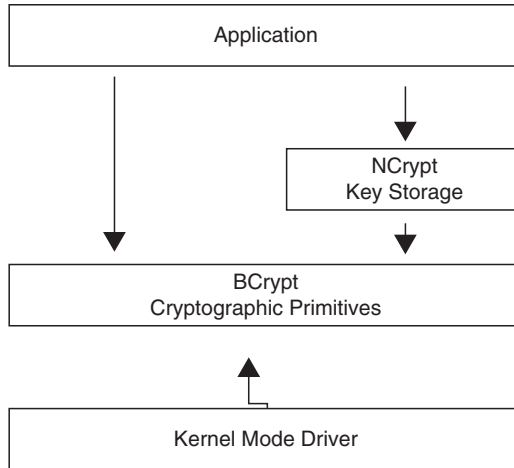 Application
NCrypt
Key Storage
BCrypt
Cryptographic Primitives
Kernel Mode Driver